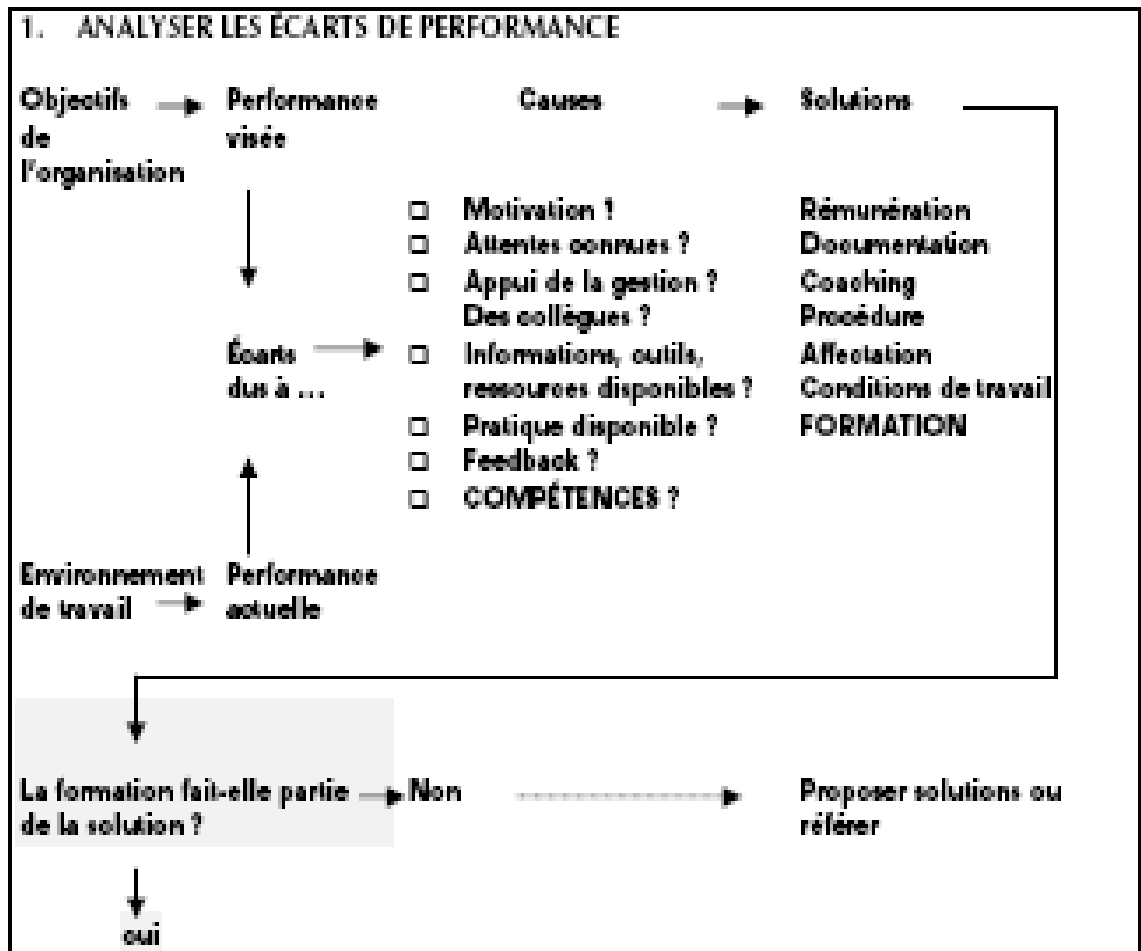 1. ANALYSER LES ÉCARTS DE PERFORMANCE
Objectifs
de
l'organisation
Performance
visée
Causes
Solutions
Motivation ?
Attentes connues ?
Appui de la gestion ?
Des collègues ?
Informations, outils,
ressources disponibles ?
Pratique disponible ?
Feedback ?
COMPÉTENCES ?
Rémunération
Documentation
Coaching
Procédure
Affectation
Conditions de travail
FORMATION
Écarts
dus à ...
Environnement
de travail
Performance
actuelle
La formation fait-elle partie
de la solution ?
Non
Proposer solutions ou
référer
oui